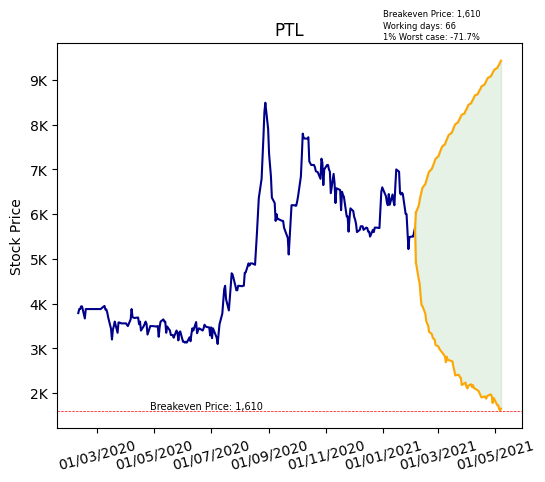 Breakeven Price: 1,610
Working days: 66
1% Worst case: -71.7%
PTL
9K
8K
7K
6K
5K
4K
3K
2K
Stock Price
Breakeven Price: 1,610
01/03/2020 01/05/2020 01/07/2020 01/09/2020 01/11/2020 01/01/2021 01/03/2021 01/05/2021